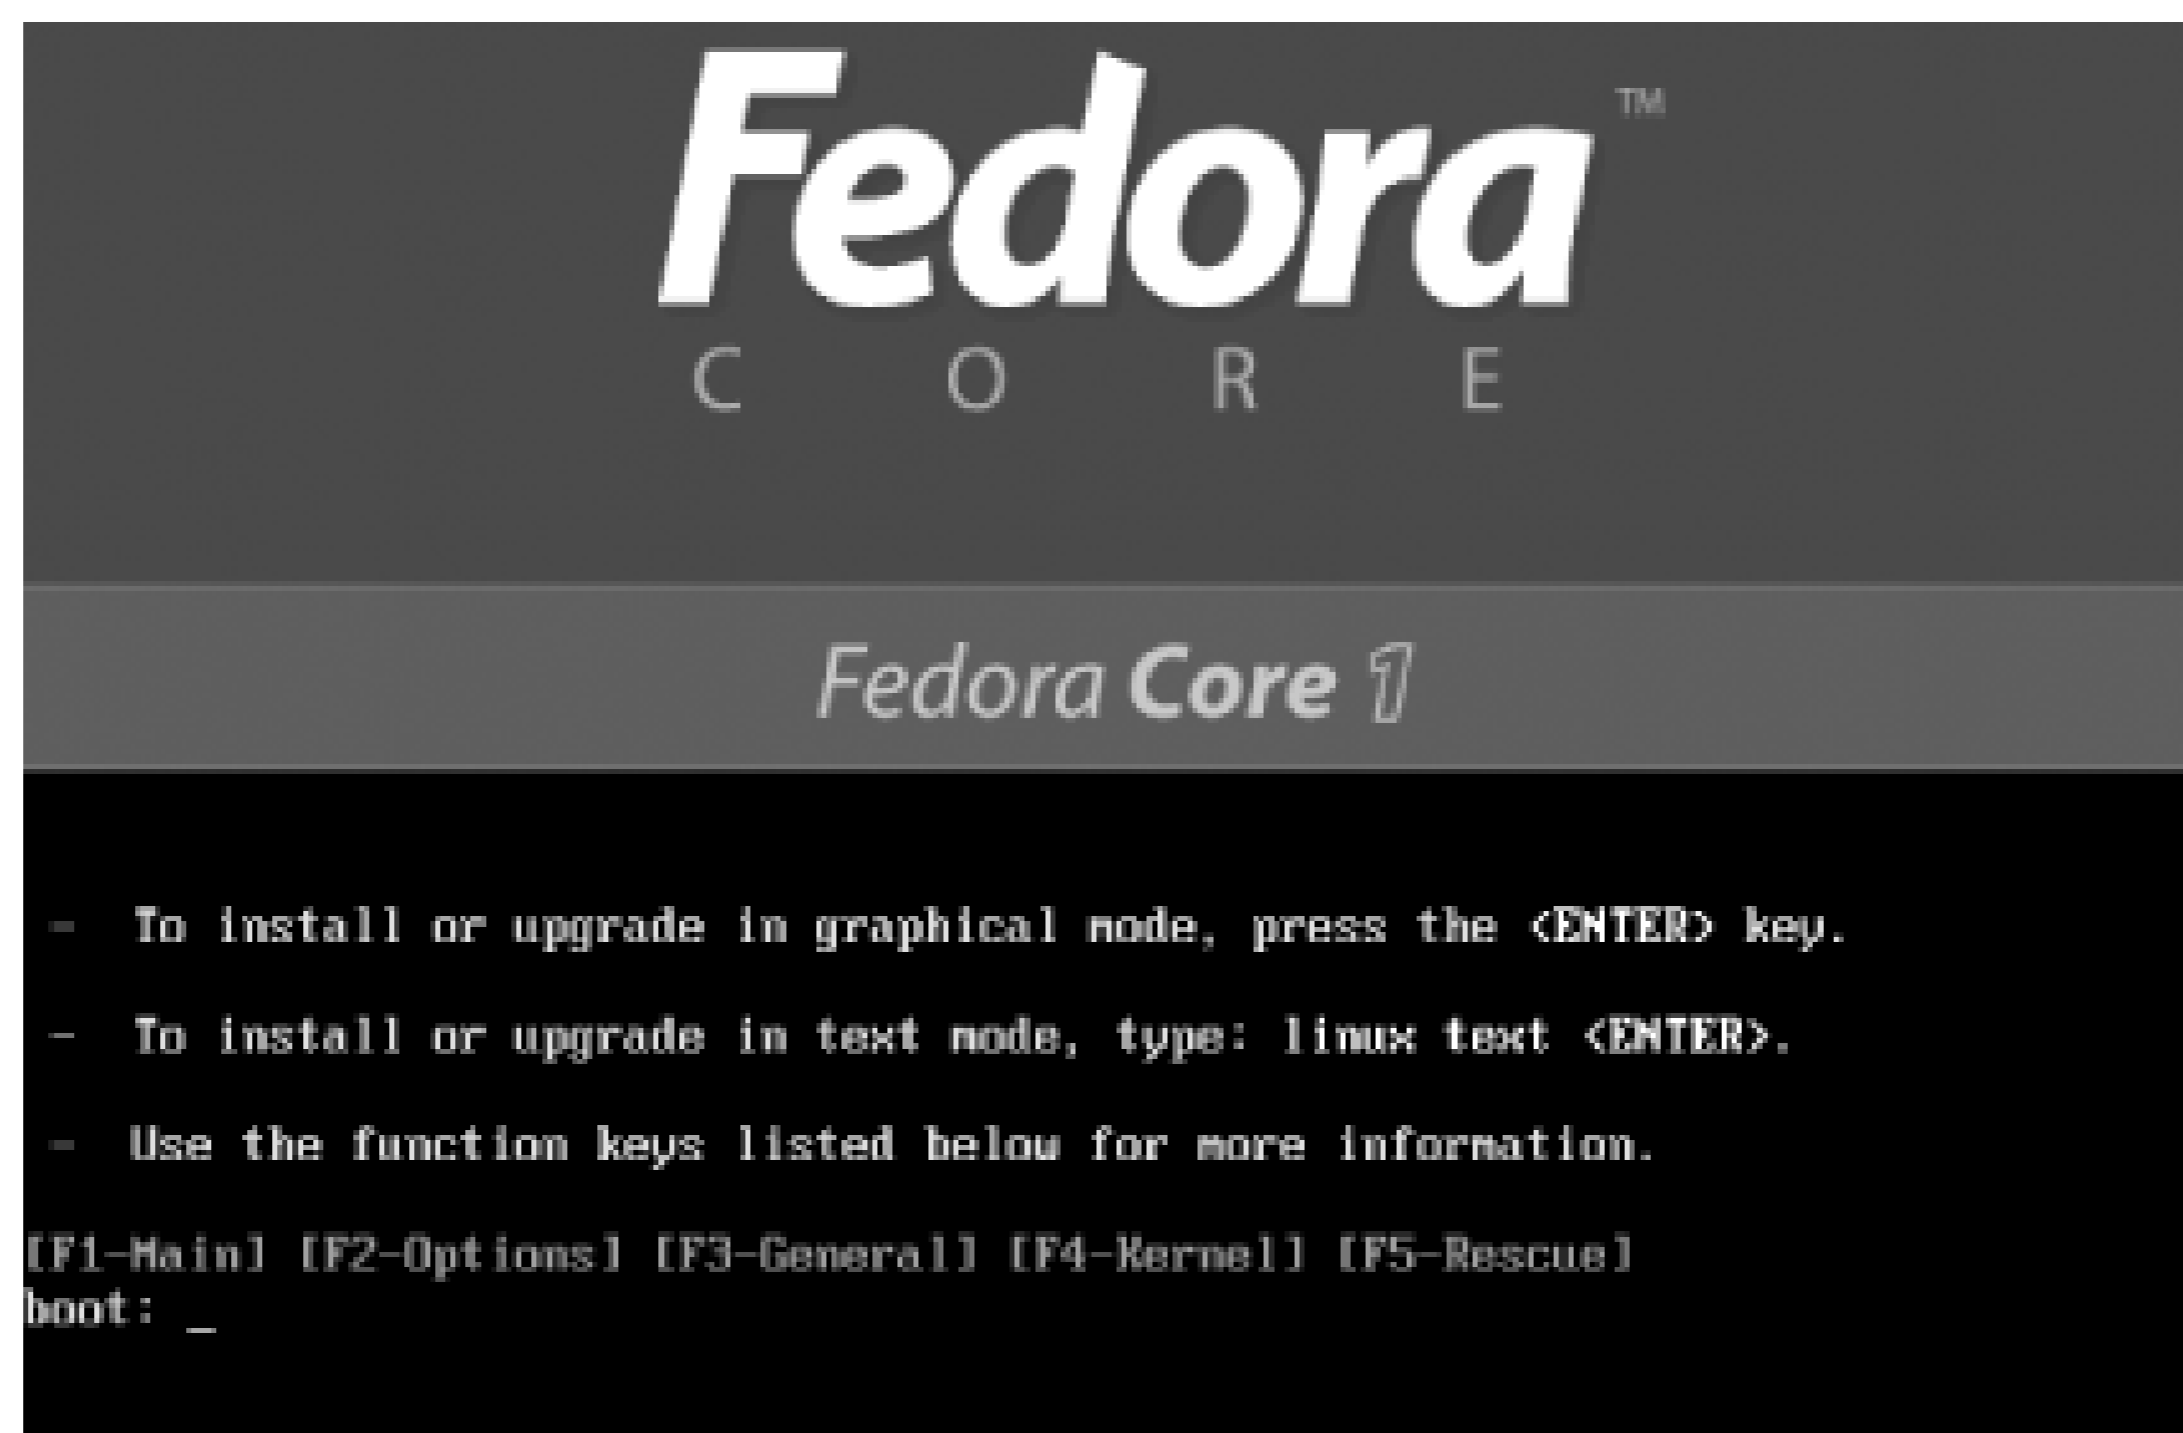 Fedora™
CORE
Fedora Core 1
- To install or upgrade in graphical mode, press the <ENTER> key.
- To install or upgrade in text mode, type: linux text <ENTER>.
- Use the function keys listed below for more information.
[F1-Main] [F2-Options] [F3-General] [F4-Kernel] [F5-Rescue]
boot: _